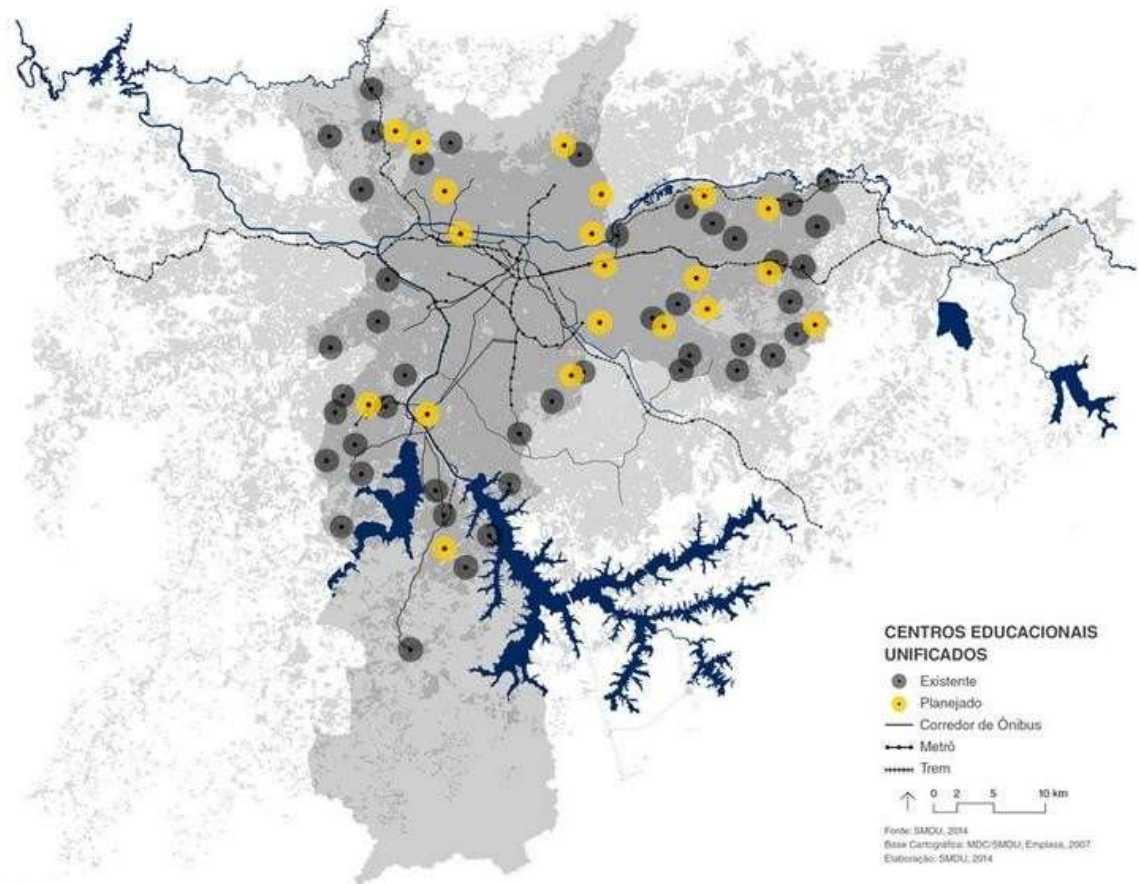 CENTROS EDUCACIONAIS
UNIFICADOS
Existente
Planejado
Corredor de Ônibus
Metrô
Trem
0 2 5 10 km
Fonte: SMDU, 2014
Base Cartográfica: MDC/SMDU, Emplasa, 2007
Elaboração: SMDU, 2014